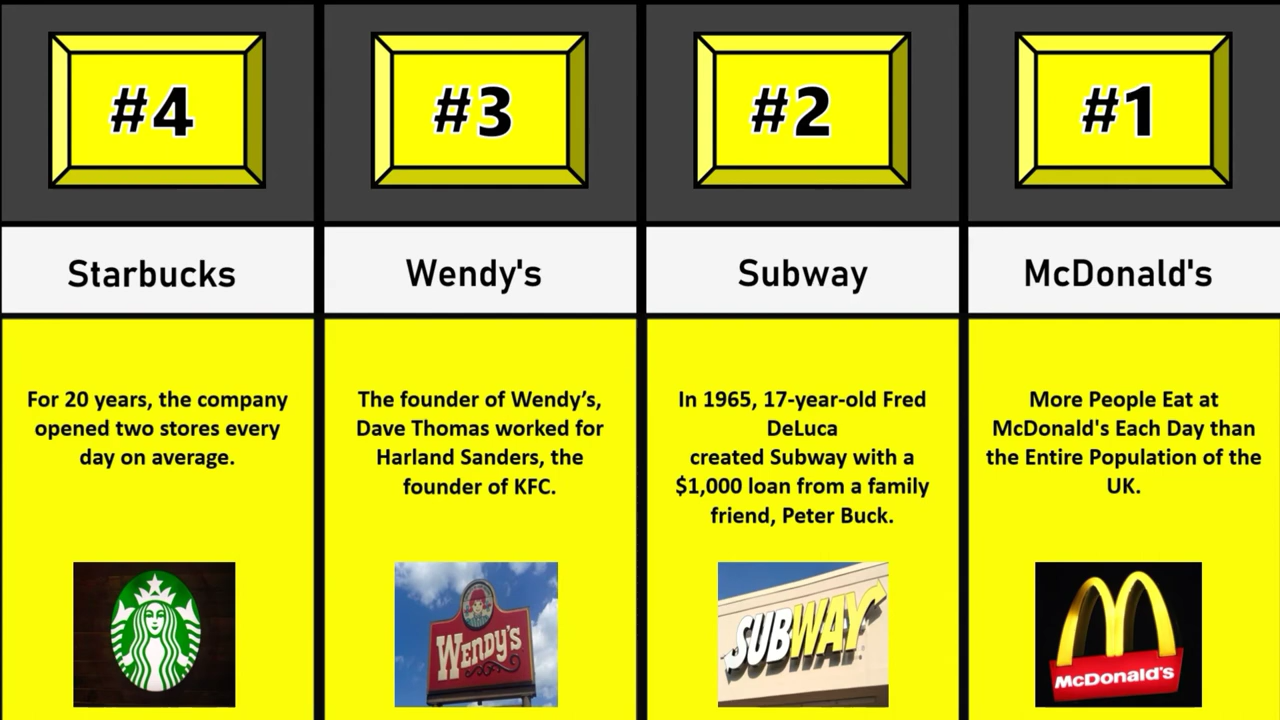 #4
#3
#2
#1
Starbucks
Wendy's
Subway
McDonald's
For 20 years, the company
opened two stores every
day on average.
The founder of Wendy’s,
Dave Thomas worked for
Harland Sanders, the
founder of KFC.
In 1965, 17-year-old Fred
DeLuca
created Subway with a
$1,000 loan from a family
friend, Peter Buck.
More People Eat at
McDonald's Each Day than
the Entire Population of the
UK.
WENDY'S
SUBWAY
McDonald's